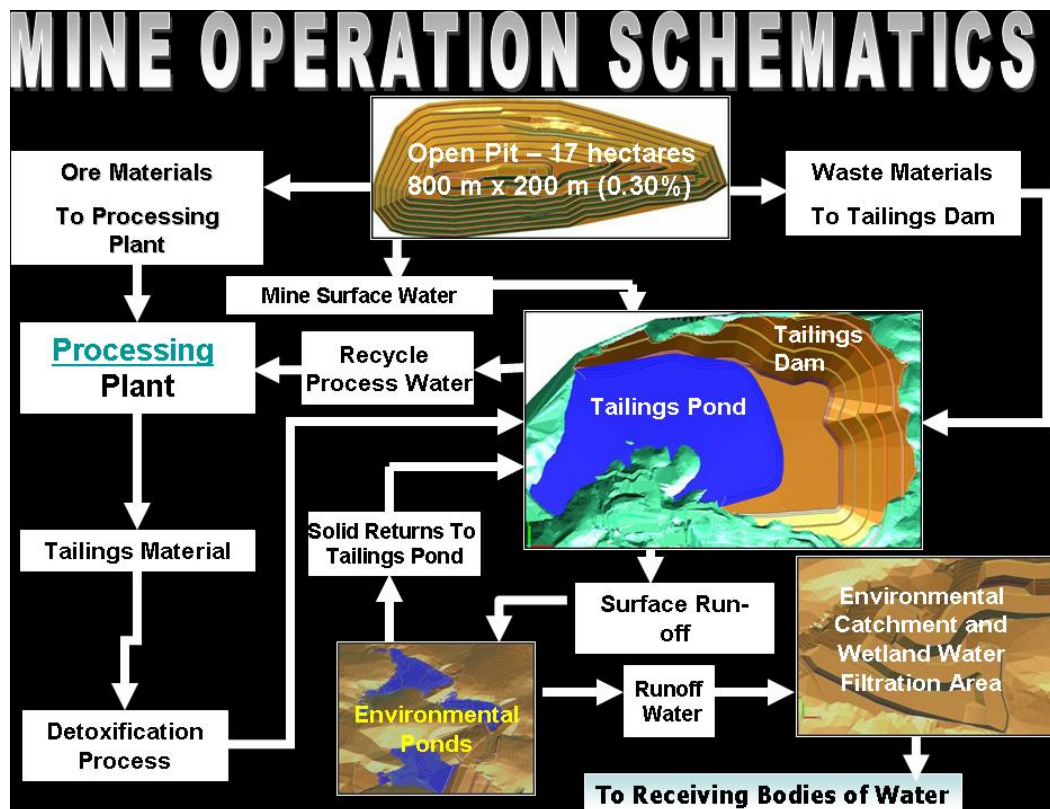 MINE OPERATION SCHEMATICS
Open Pit – 17 hectares
800 m x 200 m (0.30%)
Ore Materials
To Processing
Plant
Waste Materials
To Tailings Dam
Mine Surface Water
Processing
Plant
Recycle
Process Water
Tailings
Dam
Tailings Pond
Tailings Material
Solid Returns To
Tailings Pond
Surface Run-
off
Environmental
Catchment and
Wetland Water
Filtration Area
Detoxification
Process
Environmental
Ponds
Runoff
Water
To Receiving Bodies of Water